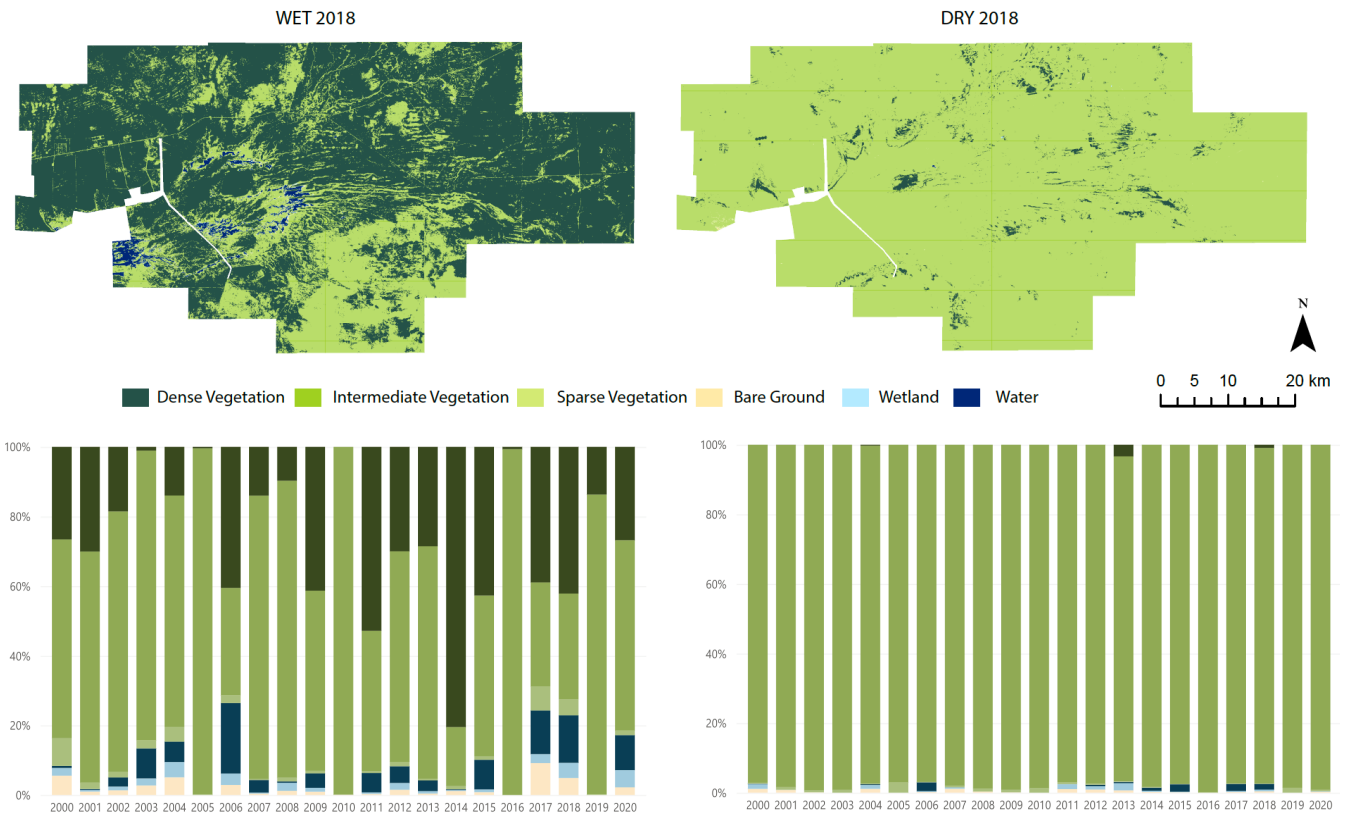 WET 2018
DRY 2018
N
0 5 10 20 km
Dense Vegetation Intermediate Vegetation Sparse Vegetation Bare Ground Wetland Water
100%
80%
60%
40%
20%
0%
2000 2001 2002 2003 2004 2005 2006 2007 2008 2009 2010 2011 2012 2013 2014 2015 2016 2017 2018 2019 2020
100%
80%
60%
40%
20%
0%
2000 2001 2002 2003 2004 2005 2006 2007 2008 2009 2010 2011 2012 2013 2014 2015 2016 2017 2018 2019 2020